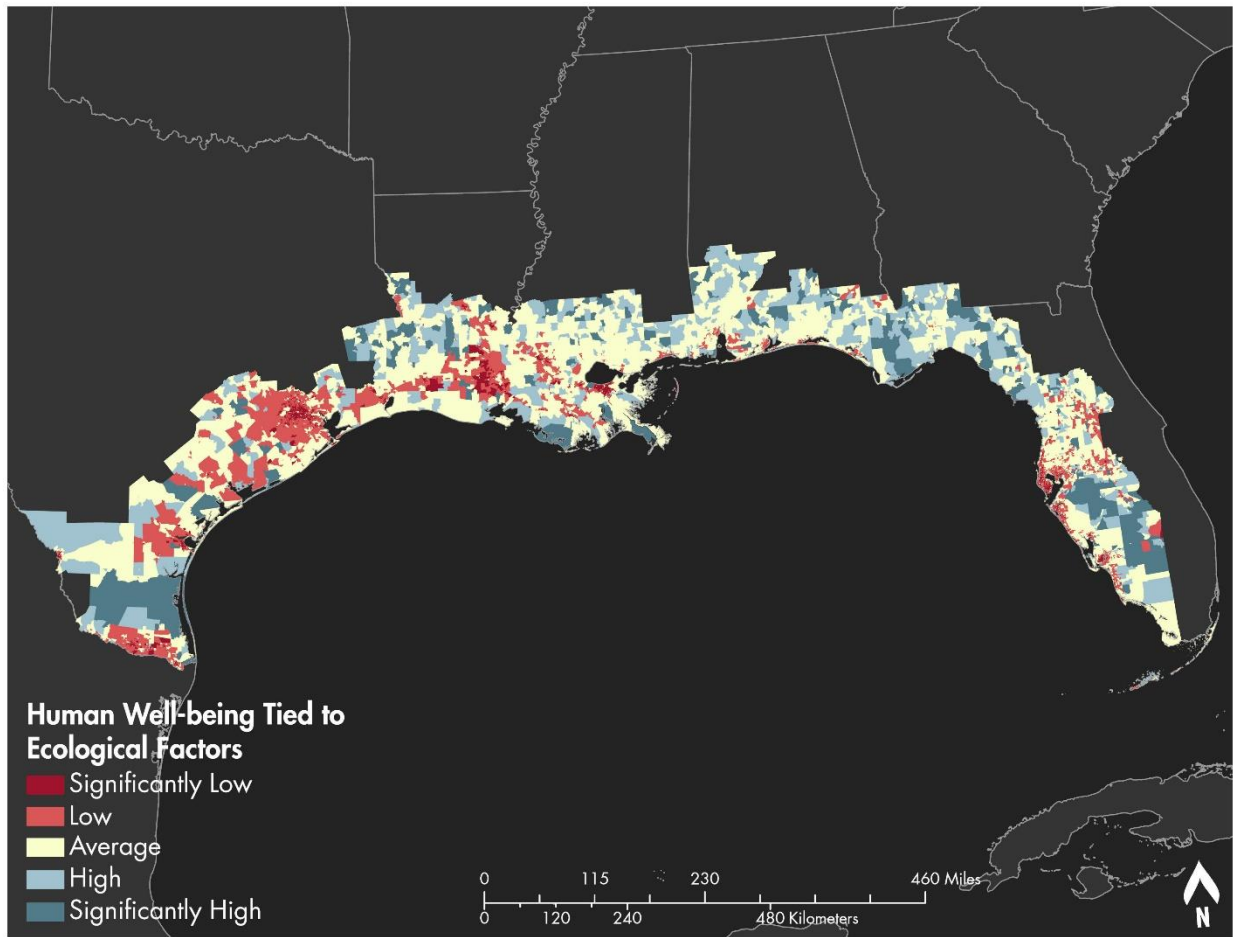 Human Well-being Tied to
Ecological Factors
Significantly Low
Low
Average
High
Significantly High
0 115 230 460 Miles
0 120 240 480 Kilometers
N